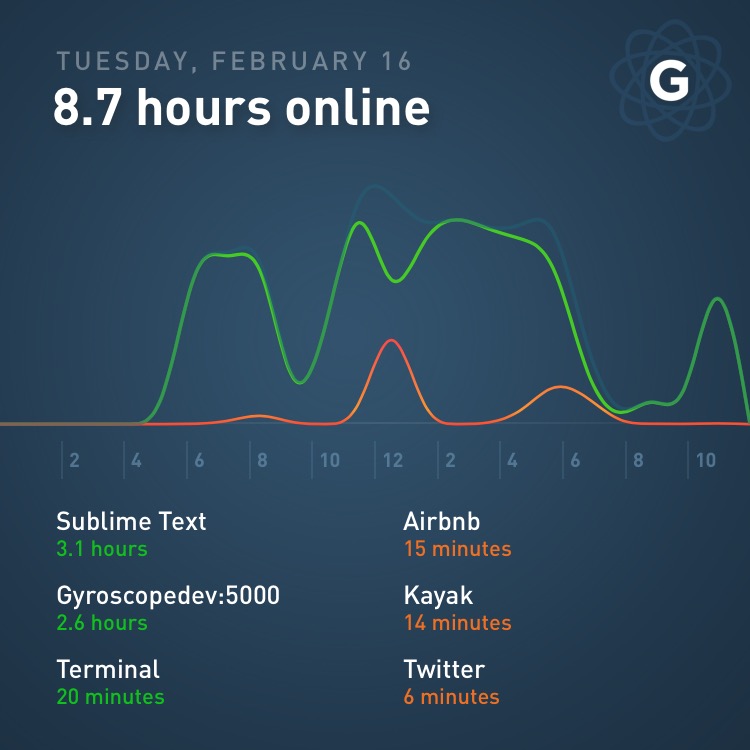 TUESDAY, FEBRUARY 16
8.7 hours online
G
2 4 6 8 10 12 2 4 6 8 10
Sublime Text
3.1 hours
Airbnb
15 minutes
Gyroscopedev:5000
2.6 hours
Kayak
14 minutes
Terminal
20 minutes
Twitter
6 minutes